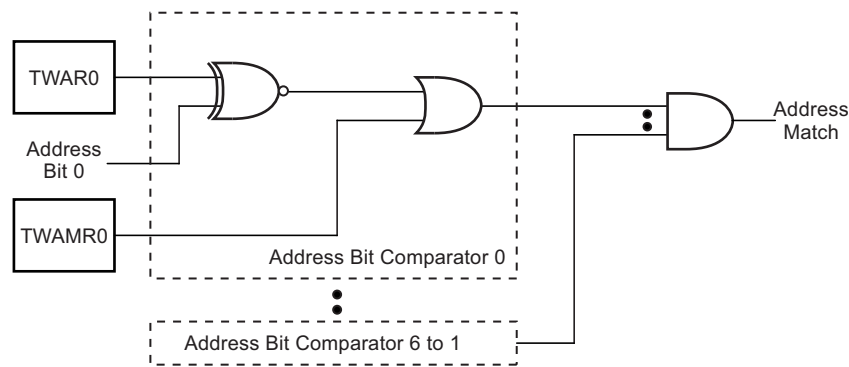 TWAR0
Address
Bit 0
TWAMR0
Address Bit Comparator 0
Address Bit Comparator 6 to 1
Address
Match